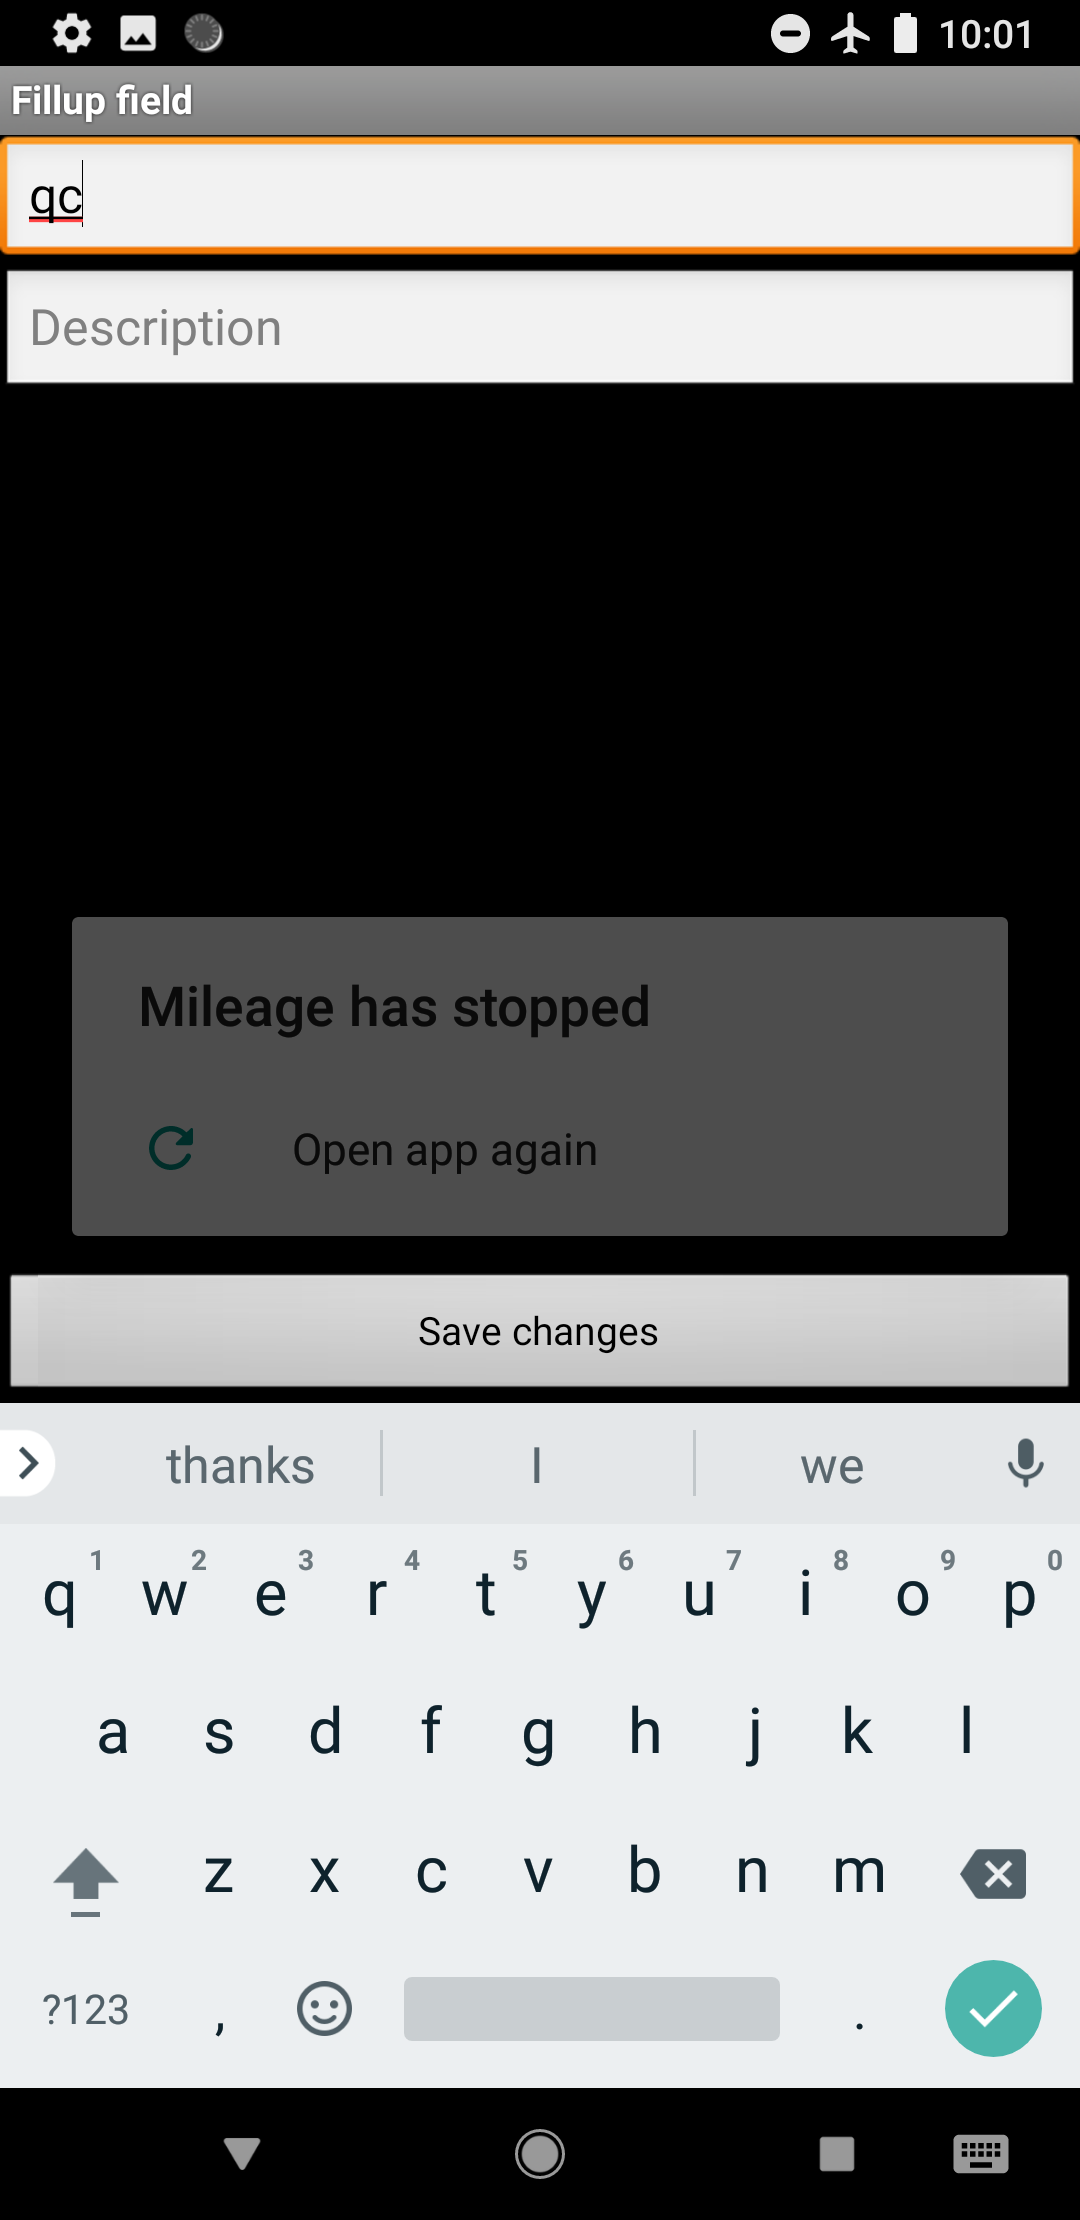 10:01
Fillup field
qc
Description
Mileage has stopped
Open app again
Save changes
thanks I we
1 2 3 4 5 6 7 8 9 0
q w e r t y u i o p
a s d f g h j k l
z x c v b n m
?123 , .